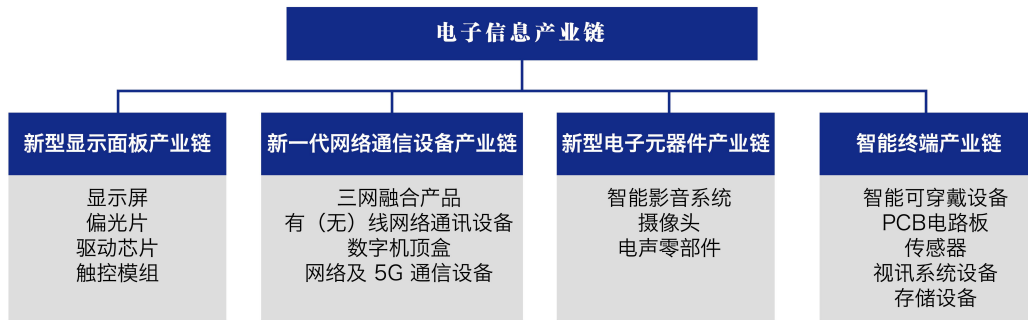 电子信息产业链
新型显示面板产业链
显示屏
偏光片
驱动芯片
触控模组
新一代网络通信设备产业链
三网融合产品
有（无）线网络通讯设备
数字机顶盒
网络及 5G 通信设备
新型电子元器件产业链
智能影音系统
摄像头
电声零部件
智能终端产业链
智能可穿戴设备
PCB电路板
传感器
视讯系统设备
存储设备